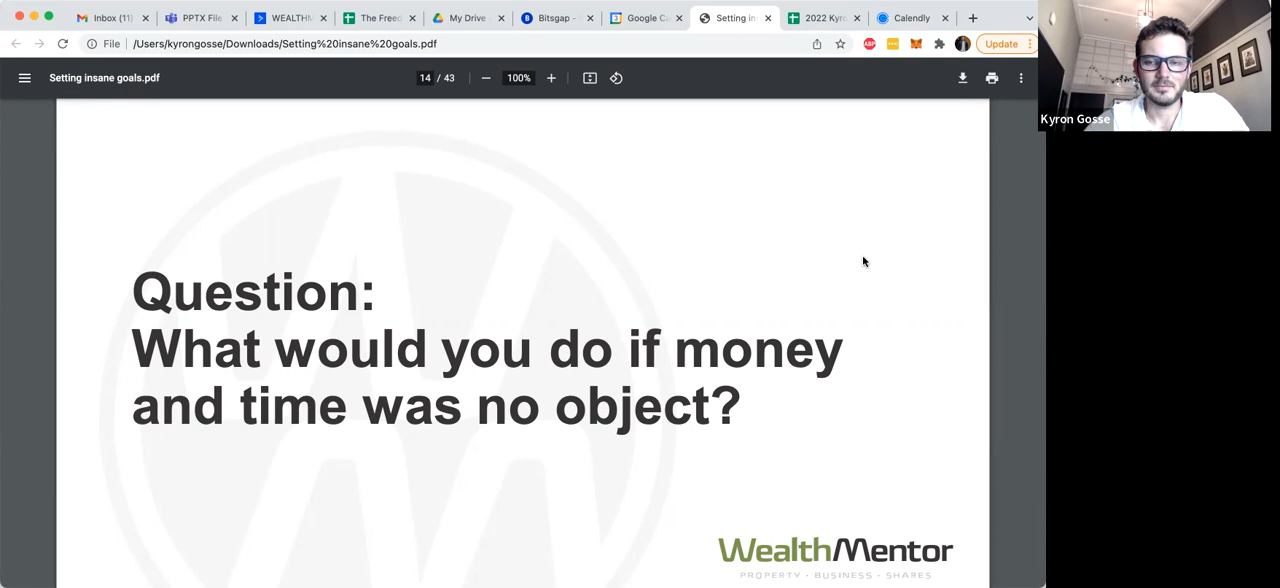 Inbox (11)
PPTX File
WEALTHM
The Freed
My Drive -
Bitsgap -
Google Ca
Setting in
2022 Kyro
Calendly
File
/Users/kyrongosse/Downloads/Setting%20insane%20goals.pdf
ABP
Update
Setting insane goals.pdf
14 / 43
100%
Kyron Gosse
Question:
What would you do if money
and time was no object?
WealthMentor
PROPERTY · BUSINESS · SHARES